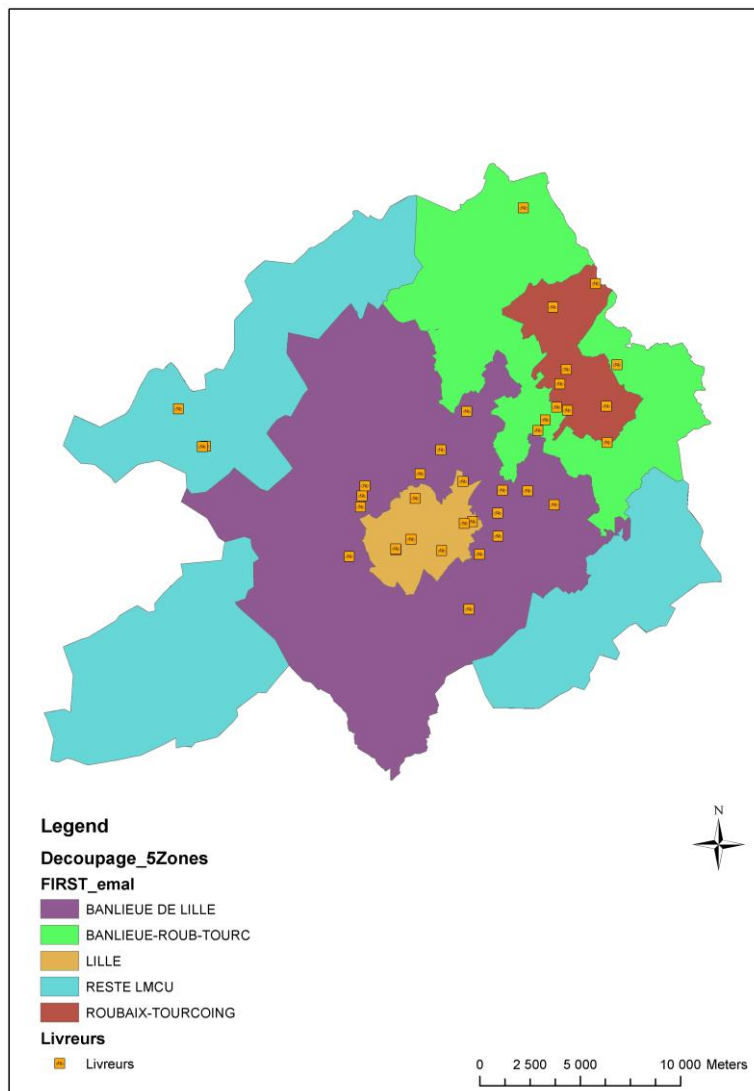 N
Legend
Decoupage_5Zones
FIRST_emal
BANLIEUE DE LILLE
BANLIEUE-ROUB-TOURC
LILLE
RESTE LMCU
ROUBAIX-TOURCOING
Livreurs
Livreurs
0 2 500 5 000 10 000 Meters